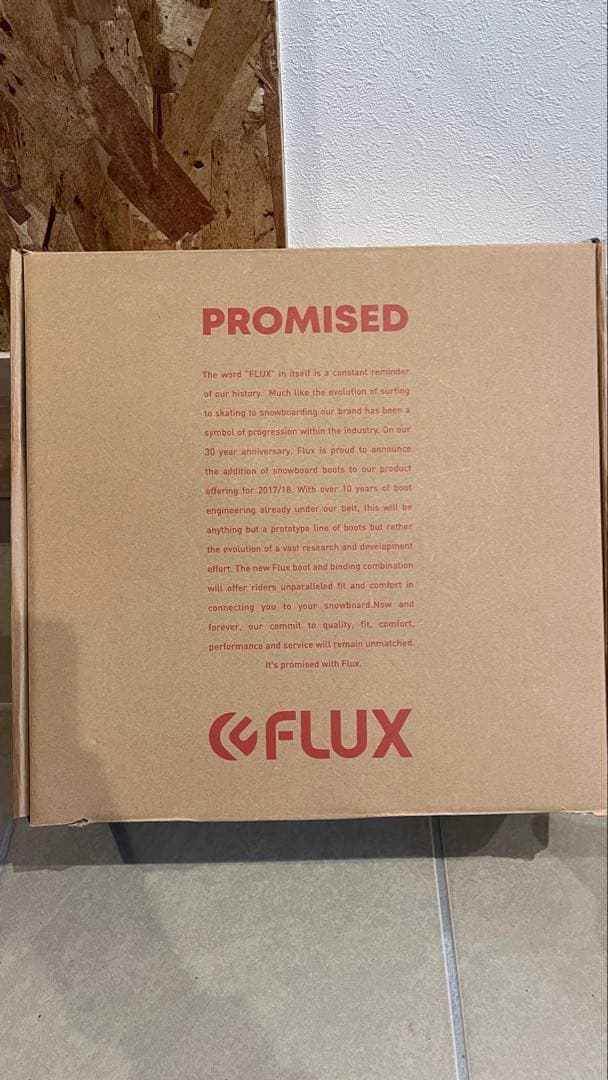 PROMISED
The word "FLUX" in itself is a constant reminder
of our history. Much like the evolution of surfing
to skating to snowboarding our brand has been a
symbol of progression within the industry. On our
30 year anniversary, Flux is proud to announce
the addition of snowboard boots to our product
offering for 2017/18. With over 10 years of boot
engineering already under our belt, this will be
anything but a prototype line of boots but rather
the evolution of a vast research and development
effort. The new Flux boot and binding combination
will offer riders unparalleled fit and comfort in
connecting you to your snowboard.Now and
forever, our commit to quality, fit, comfort,
performance and service will remain unmatched.
It's promised with Flux.
FLUX